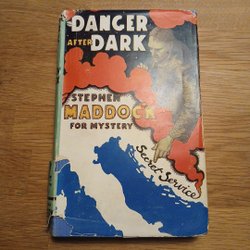 DANGER
AFTER
DARK
STEPHEN
MADDOCK
FOR MYSTERY
Secret Service